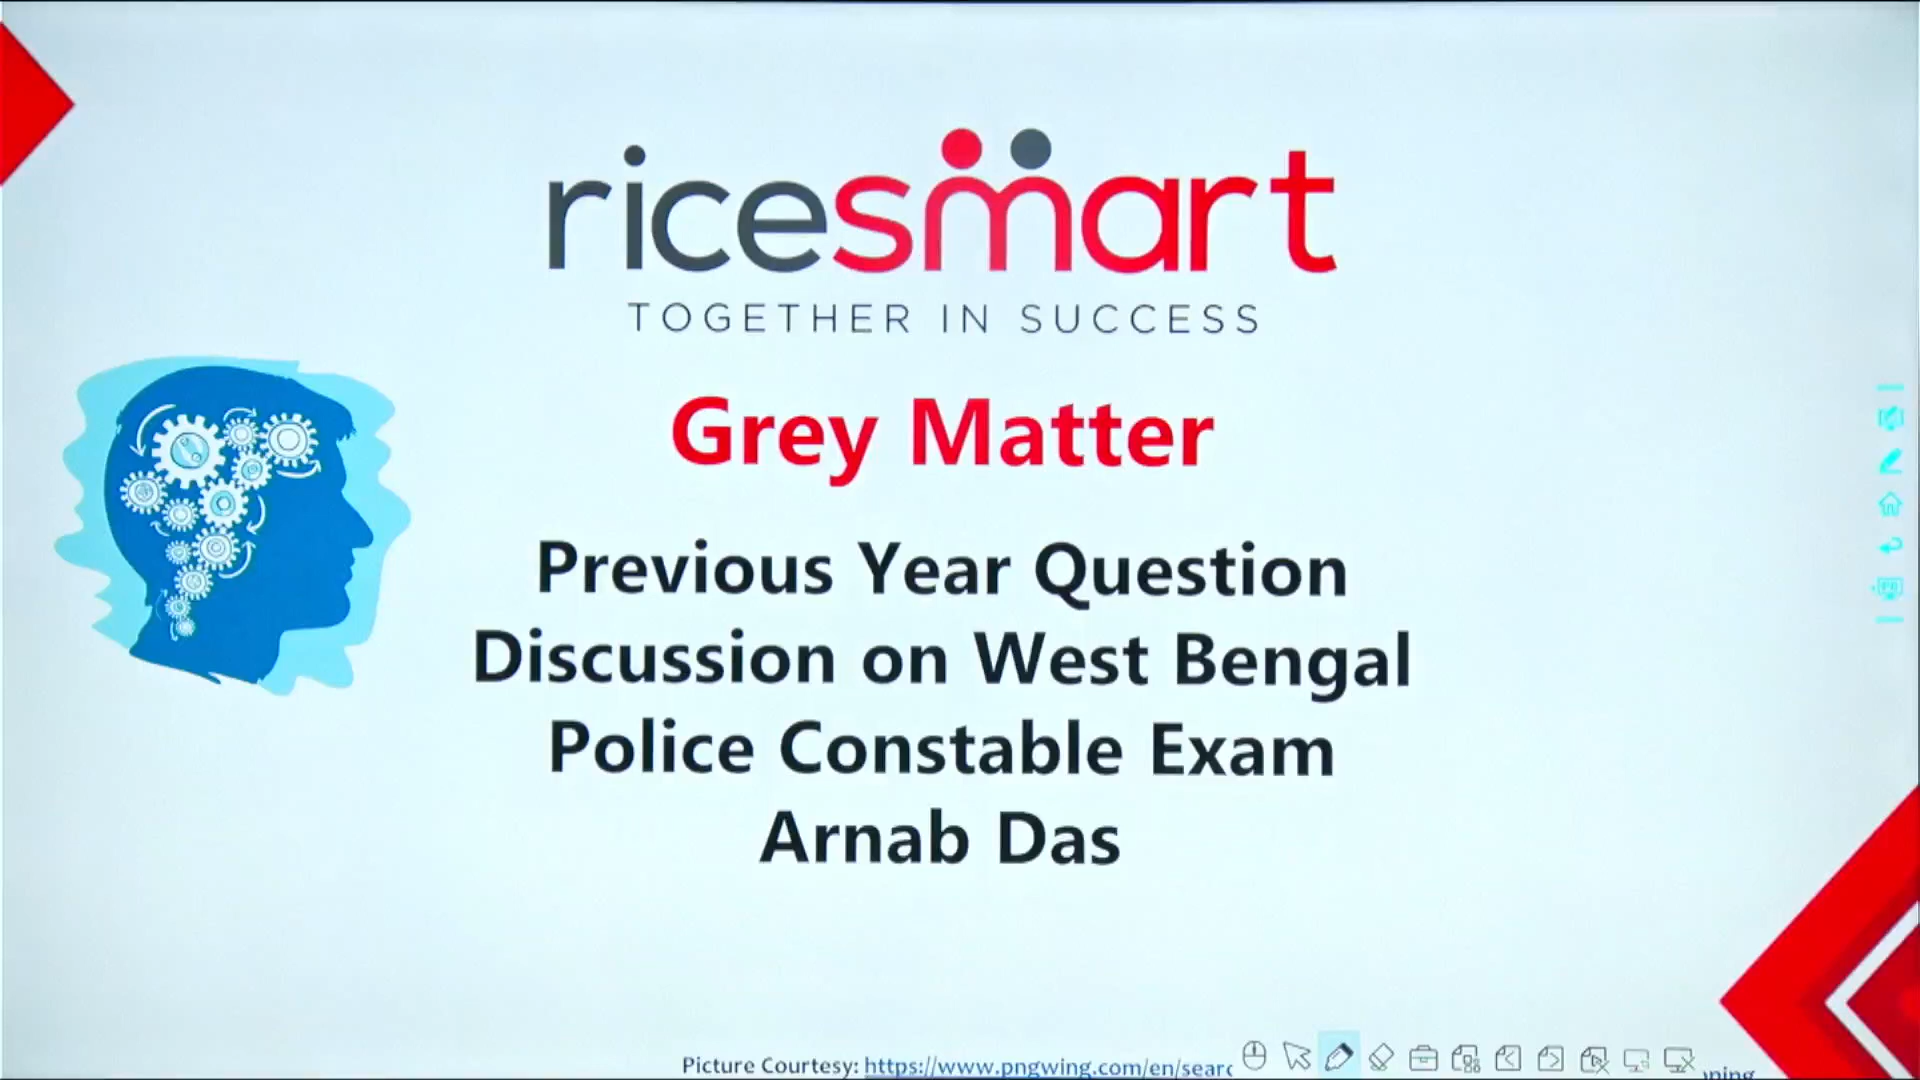 ricesmart
TOGETHER IN SUCCESS
Grey Matter
Previous Year Question
Discussion on West Bengal
Police Constable Exam
Arnab Das
Picture Courtesy: https://www.pngwing.com/en/searc